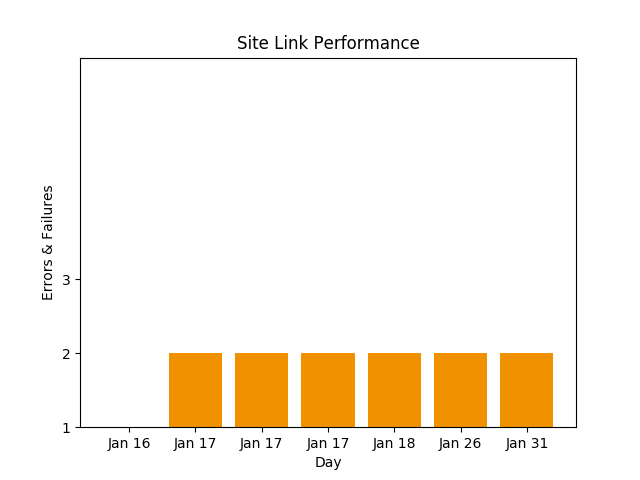 Site Link Performance
Errors & Failures
3
2
1
Jan 16 Jan 17 Jan 17 Jan 17 Jan 18 Jan 26 Jan 31
Day